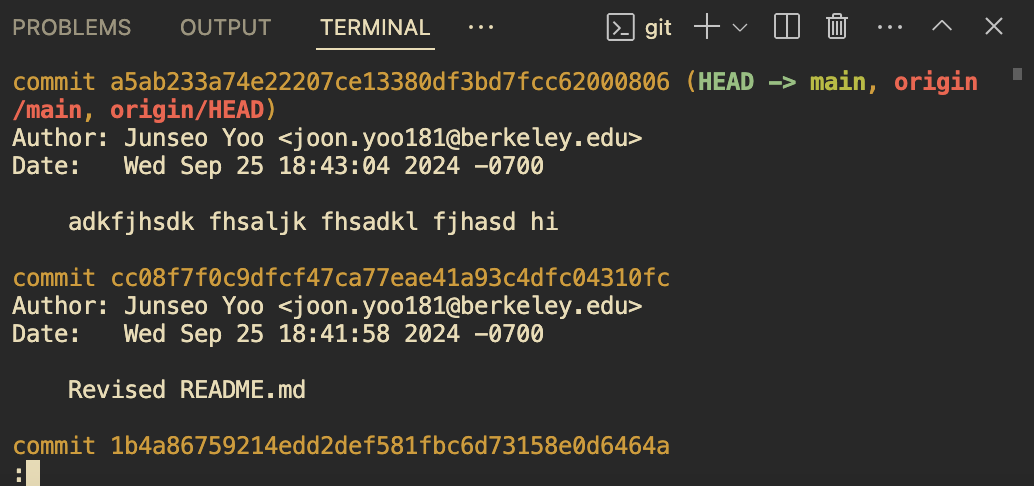 PROBLEMS OUTPUT TERMINAL ··· git
commit a5ab233a74e22207ce13380df3bd7fcc62000806 (HEAD -> main, origin
/main, origin/HEAD)
Author: Junseo Yoo <joon.yoo181@berkeley.edu>
Date:   Wed Sep 25 18:43:04 2024 -0700
adkfjhsdk fhsaljk fhsadkl fjhasd hi
commit cc08f7f0c9dfcf47ca77eae41a93c4dfc04310fc
Author: Junseo Yoo <joon.yoo181@berkeley.edu>
Date:   Wed Sep 25 18:41:58 2024 -0700
Revised README.md
commit 1b4a86759214edd2def581fbc6d73158e0d6464a
: